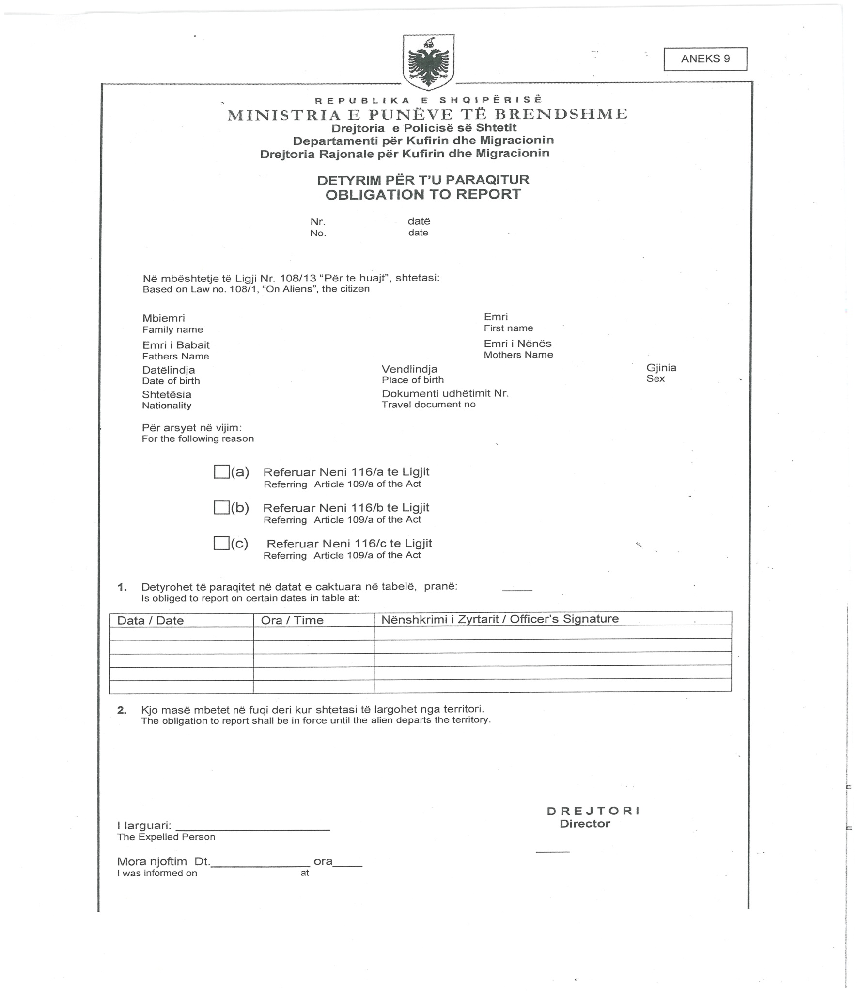 ANEKS 9
REPUBLIKA E SHQIPËRISË
MINISTRIA E PUNËVE TË BRENDSHME
Drejtoria e Policisë së Shtetit
Departamenti për Kufirin dhe Migracionin
Drejtoria Rajonale për Kufirin dhe Migracionin
DETYRIM PËR T'U PARAQITUR
OBLIGATION TO REPORT
Nr. datë
No. date
Në mbështetje të Ligji Nr. 108/13 “Për te huajt”, shtetasi:
Based on Law no. 108/1, “On Aliens”, the citizen
Mbiemri Emri
Family name First name
Emri i Babait Emri i Nënës
Fathers Name Mothers Name
Datëlindja Vendlindja Gjinia
Date of birth Place of birth Sex
Shtetësia Dokumenti udhëtimit Nr.
Nationality Travel document no
Për arsyet në vijim:
For the following reason
(a) Referuar Neni 116/a te Ligjit
Referring Article 109/a of the Act
(b) Referuar Neni 116/b te Ligjit
Referring Article 109/a of the Act
(c) Referuar Neni 116/c te Ligjit
Referring Article 109/a of the Act
1. Detyrohet të paraqitet në datat e caktuara në tabelë, pranë: _____
Is obliged to report on certain dates in table at:
Data / Date Ora / Time Nënshkrimi i Zyrtarit / Officer's Signature
2. Kjo masë mbetet në fuqi deri kur shtetasi të largohet nga territori.
The obligation to report shall be in force until the alien departs the territory.
DREJTORI
Director
I larguari: _______________
The Expelled Person
Mora njoftim Dt.______________ ora_____
I was informed on at